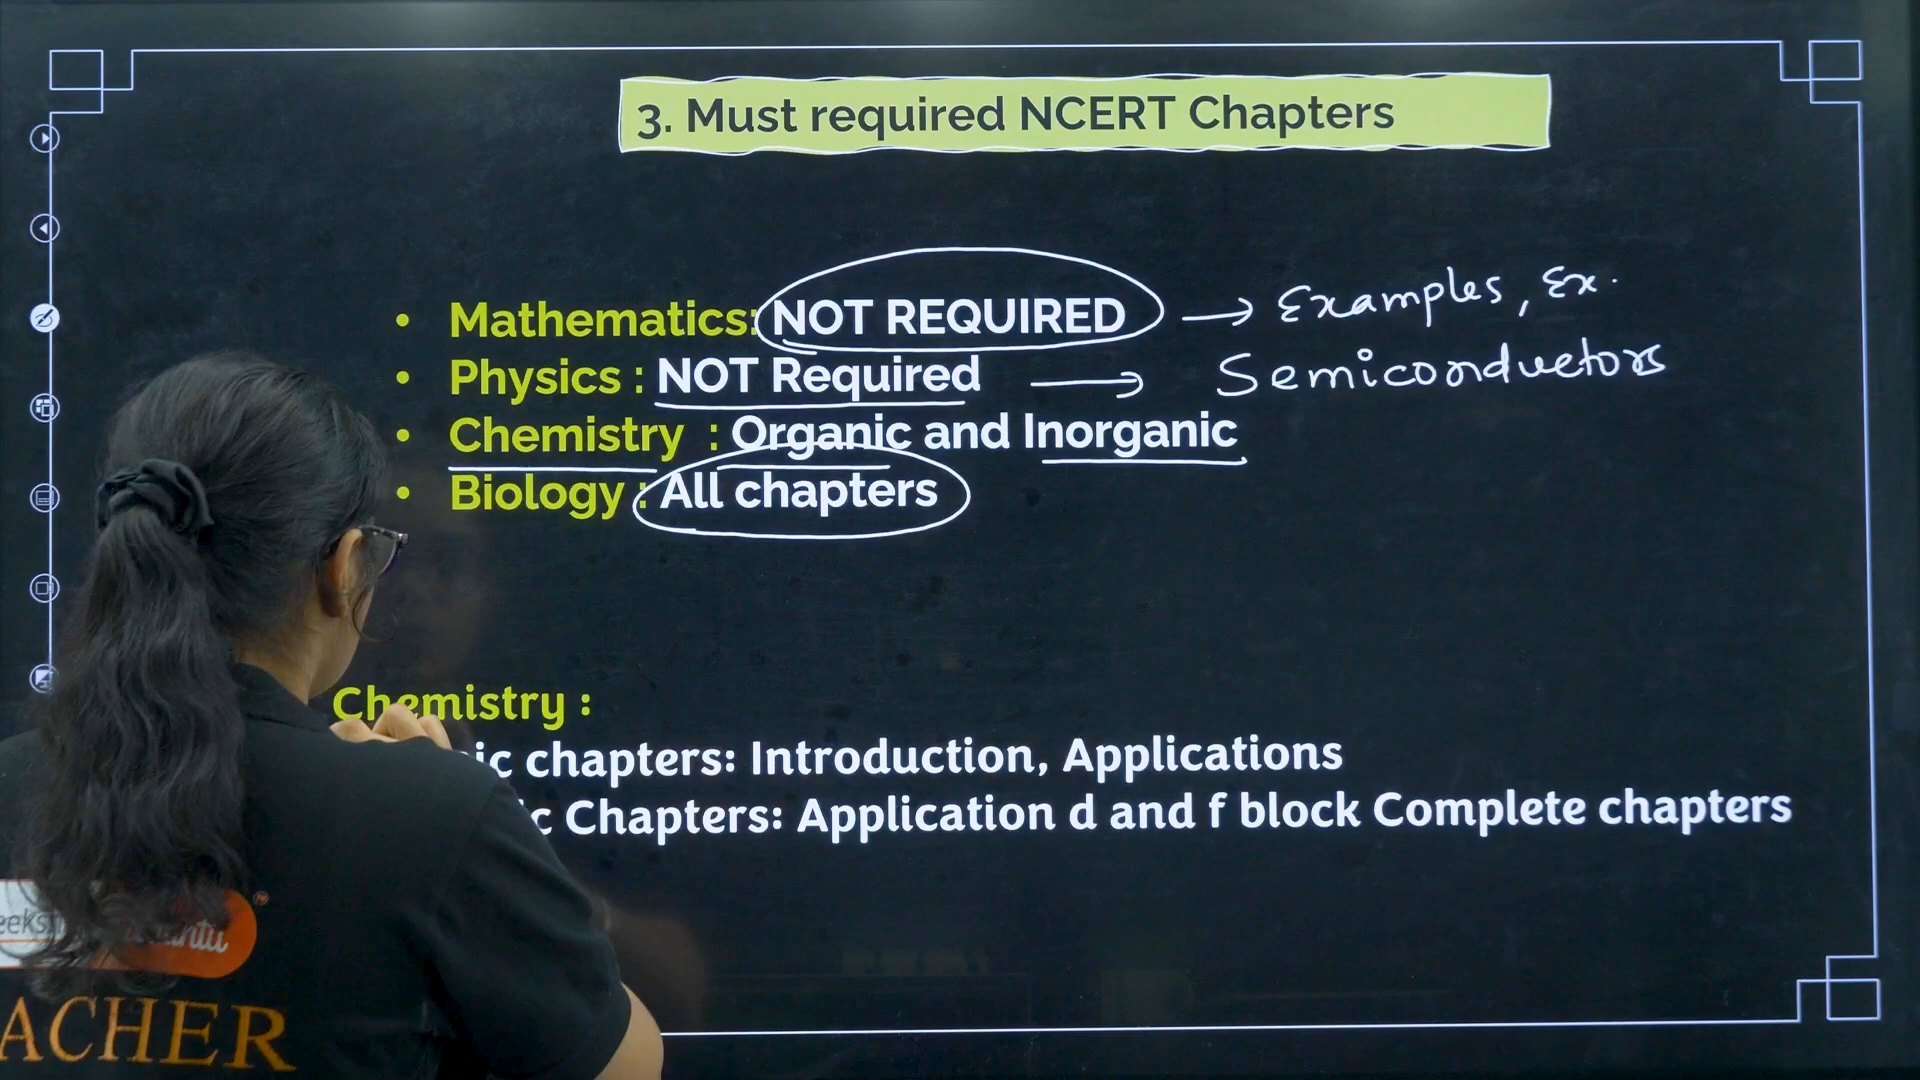 3. Must required NCERT Chapters
• Mathematics: NOT REQUIRED → Examples, Ex.
• Physics : NOT Required → Semiconductors
• Chemistry : Organic and Inorganic
• Biology : All chapters
Chemistry :
ic chapters: Introduction, Applications
c Chapters: Application d and f block Complete chapters
ACHER